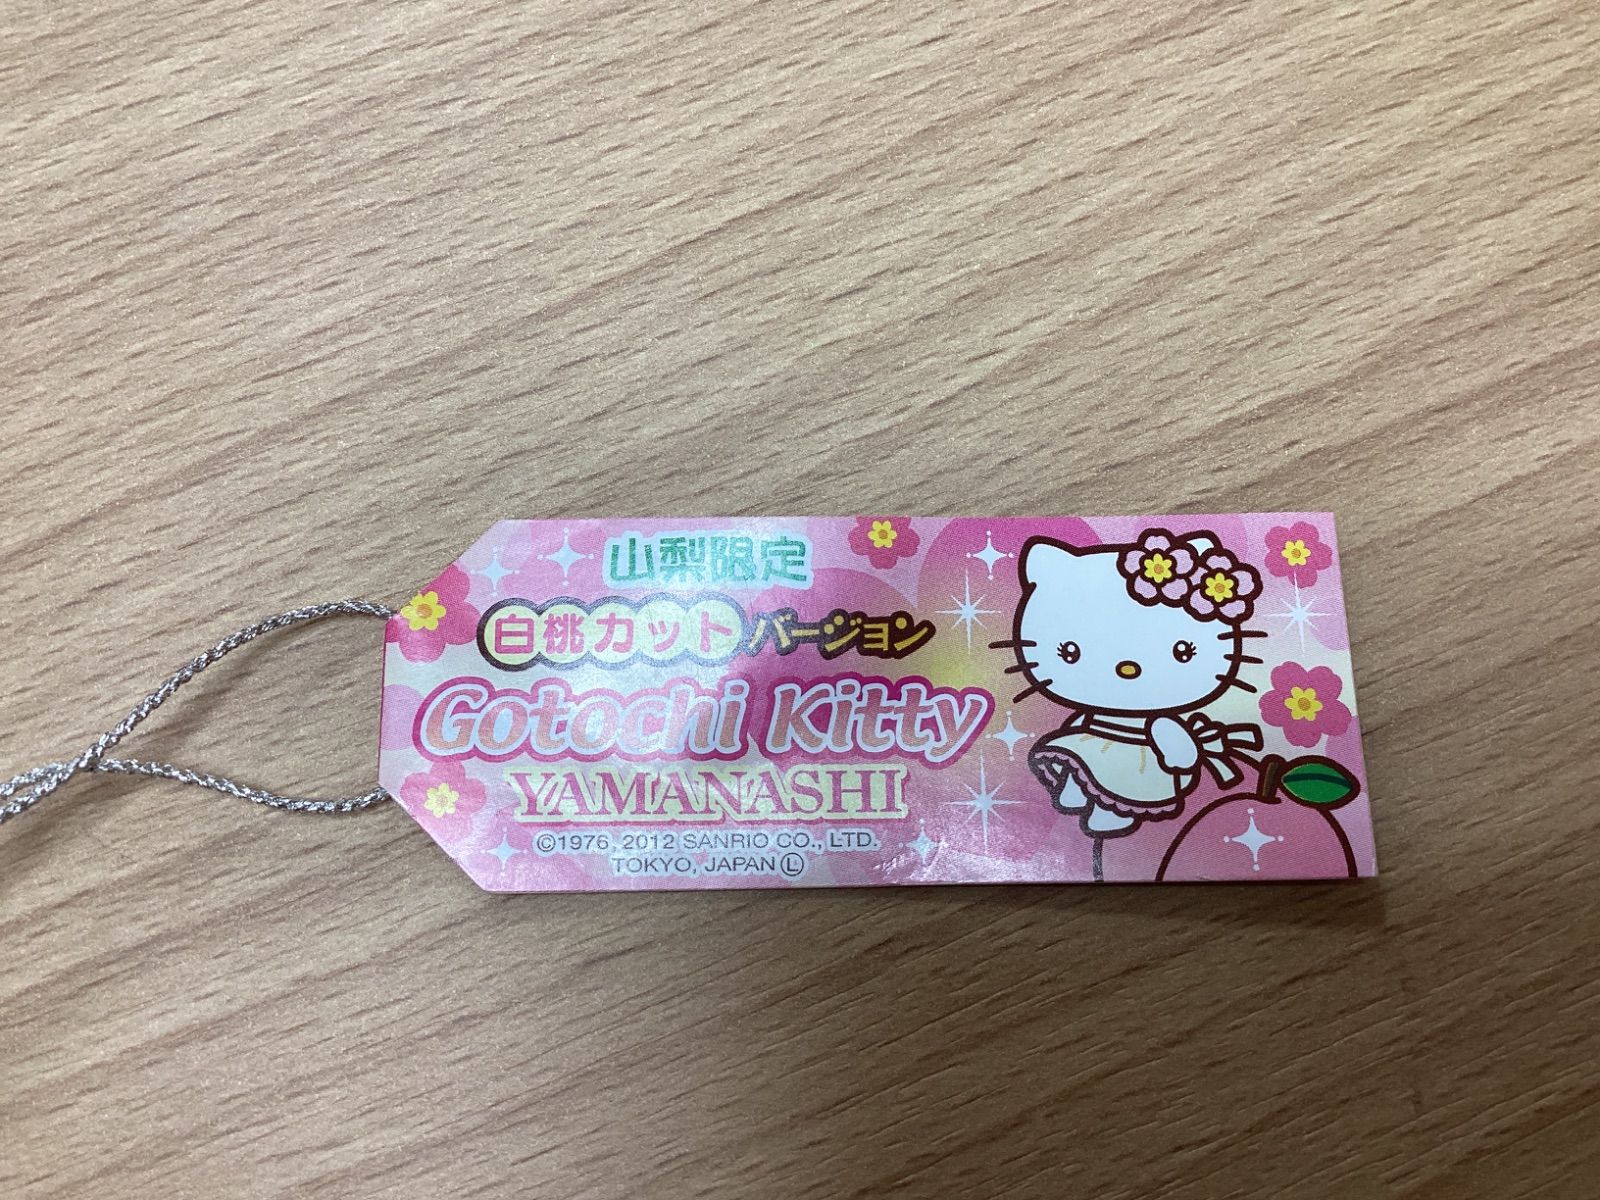 山梨限定
白桃カットバージョン
Gotochi Kitty
YAMANASHI
©1976, 2012 SANRIO CO., LTD.
TOKYO, JAPAN Ⓛ